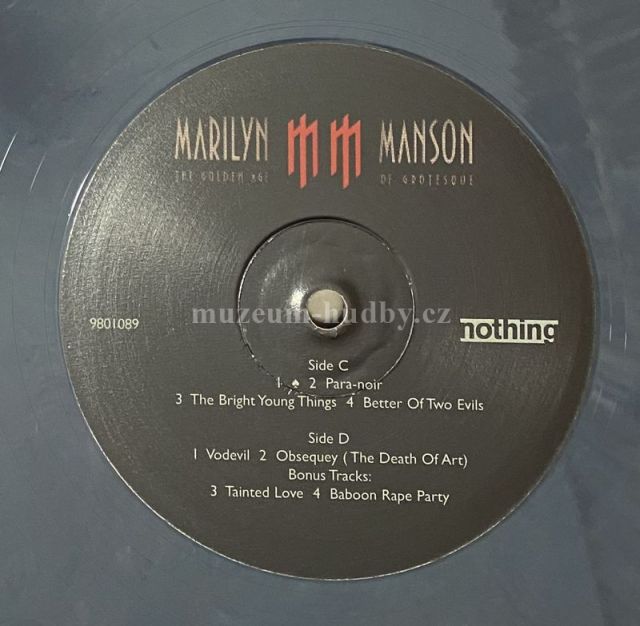 MARILYN MM MANSON
THE GOLDEN AGE OF GROTESQUE
muzeum-hudby.cz
9801089
nothing
Side C
1 ♠ 2 Para-noir
3 The Bright Young Things 4 Better Of Two Evils
Side D
1 Vodevil 2 Obsequey ( The Death Of Art)
Bonus Tracks:
3 Tainted Love 4 Baboon Rape Party